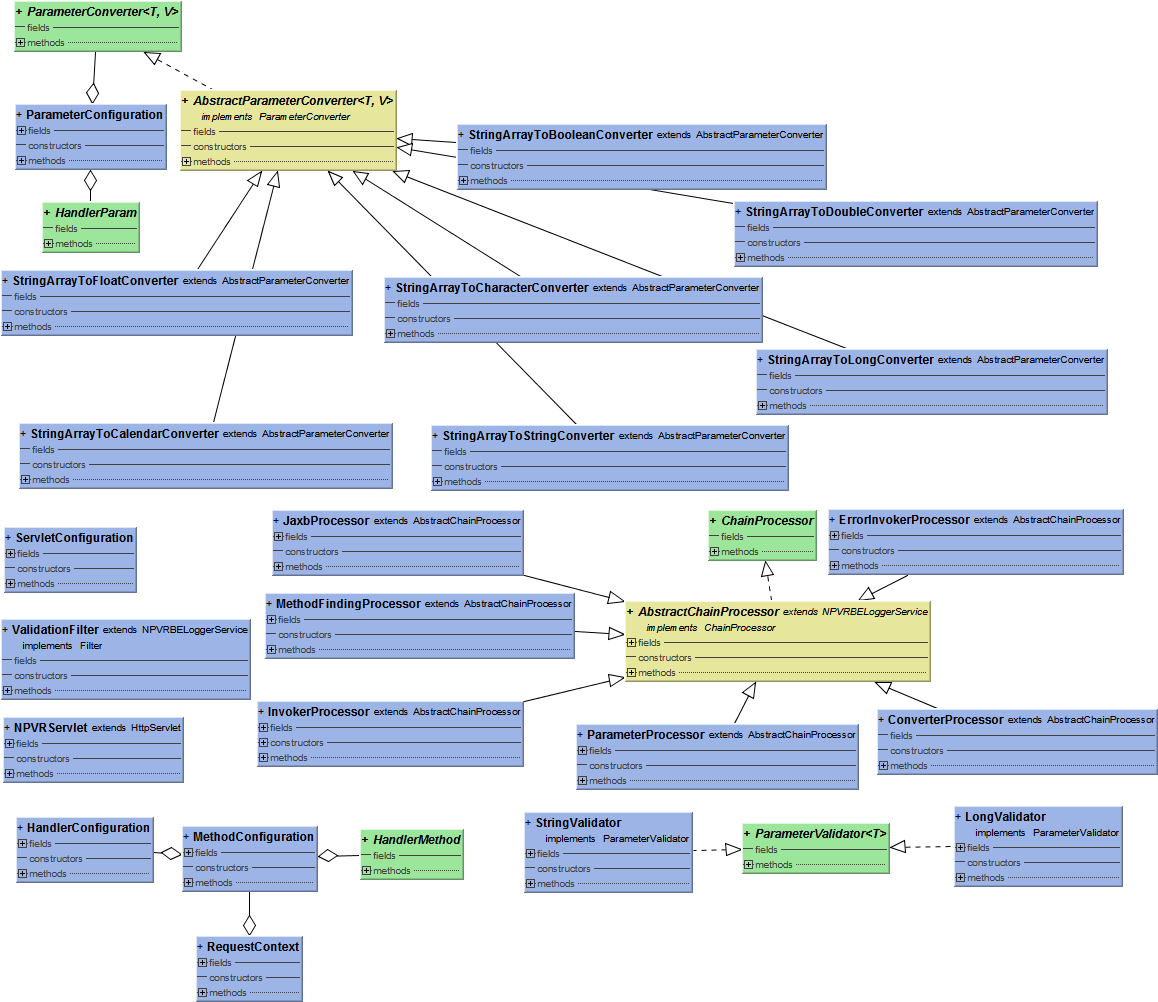 + ParameterConverter<T, V>
fields
methods
+ ParameterConfiguration
fields
constructors
methods
+ HandlerParam
fields
methods
+ AbstractParameterConverter<T, V>
implements ParameterConverter
fields
constructors
methods
+ StringArrayToBooleanConverter extends AbstractParameterConverter
fields
constructors
methods
+ StringArrayToDoubleConverter extends AbstractParameterConverter
fields
constructors
methods
+ StringArrayToFloatConverter extends AbstractParameterConverter
fields
constructors
methods
+ StringArrayToCharacterConverter extends AbstractParameterConverter
fields
constructors
methods
+ StringArrayToLongConverter extends AbstractParameterConverter
fields
constructors
methods
+ StringArrayToCalendarConverter extends AbstractParameterConverter
fields
constructors
methods
+ StringArrayToStringConverter extends AbstractParameterConverter
fields
constructors
methods
+ ServletConfiguration
fields
constructors
methods
+ JaxbProcessor extends AbstractChainProcessor
fields
constructors
methods
+ ChainProcessor
fields
methods
+ ErrorInvokerProcessor extends AbstractChainProcessor
fields
constructors
methods
+ ValidationFilter extends NPVRBELoggerService
implements Filter
fields
constructors
methods
+ MethodFindingProcessor extends AbstractChainProcessor
fields
constructors
methods
+ AbstractChainProcessor extends NPVRBELoggerService
implements ChainProcessor
fields
constructors
methods
+ NPVRServlet extends HttpServlet
fields
constructors
methods
+ InvokerProcessor extends AbstractChainProcessor
fields
constructors
methods
+ ParameterProcessor extends AbstractChainProcessor
fields
constructors
methods
+ ConverterProcessor extends AbstractChainProcessor
fields
constructors
methods
+ HandlerConfiguration
fields
constructors
methods
+ MethodConfiguration
fields
constructors
methods
+ HandlerMethod
fields
methods
+ StringValidator
implements ParameterValidator
fields
constructors
methods
+ ParameterValidator<T>
fields
methods
+ LongValidator
implements ParameterValidator
fields
constructors
methods
+ RequestContext
fields
constructors
methods